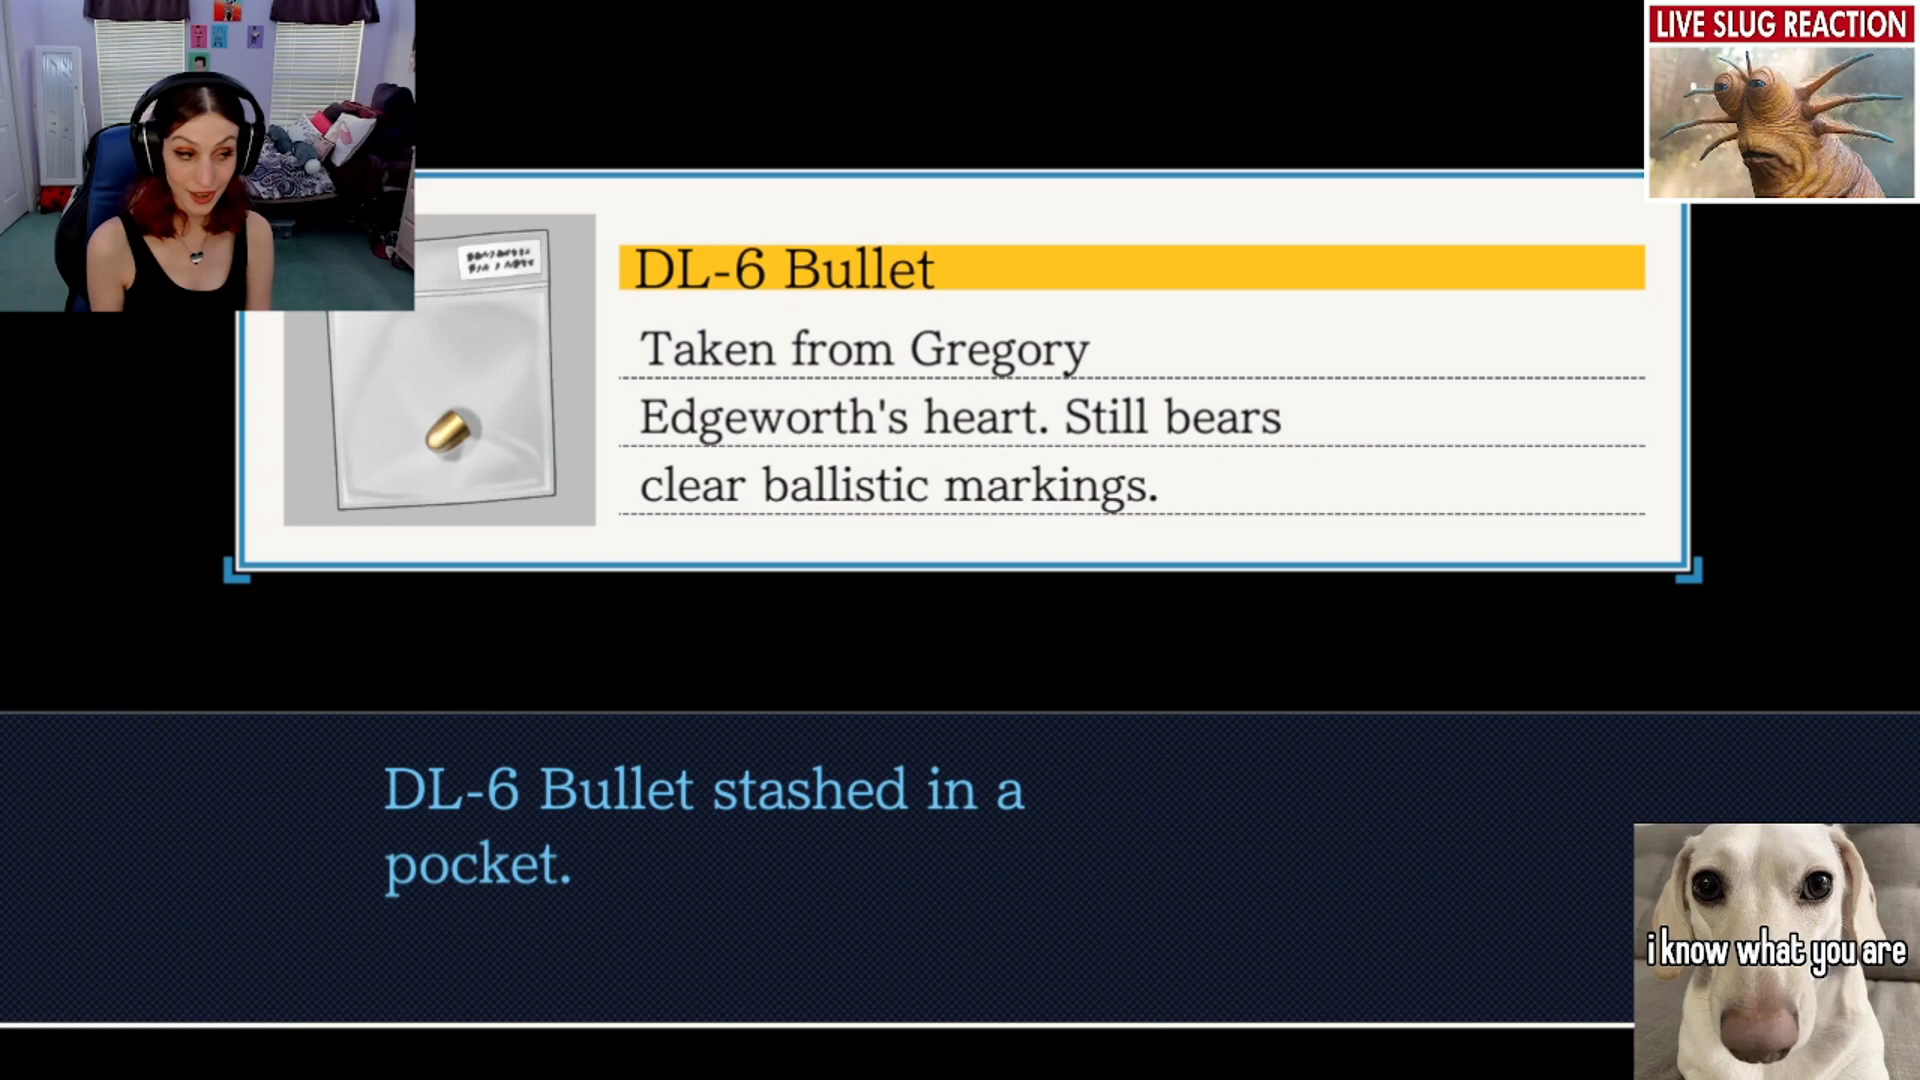 LIVE SLUG REACTION
DL-6 Bullet
Taken from Gregory
Edgeworth's heart. Still bears
clear ballistic markings.
DL-6 Bullet stashed in a
pocket.
i know what you are